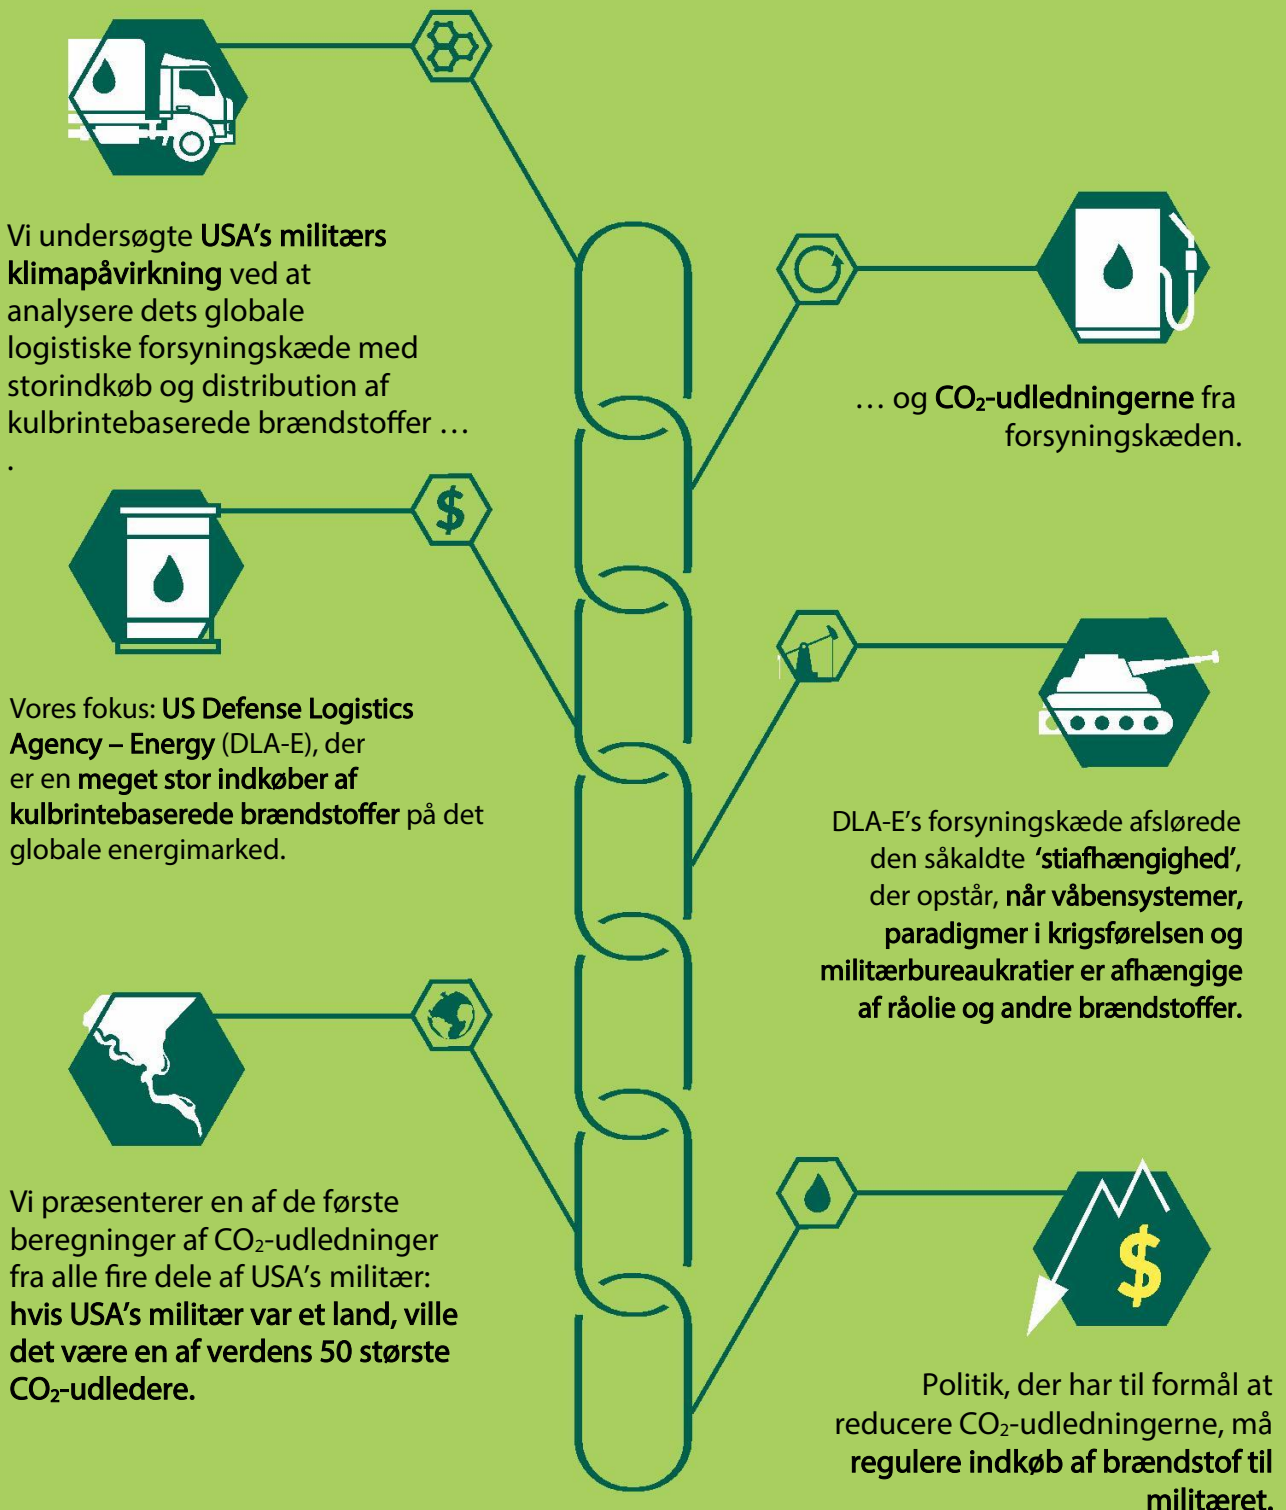 Vi undersøgte USA's militærs
klimapåvirkning ved at
analysere dets globale
logistiske forsyningskæde med
storindkøb og distribution af
kulbrintebaserede brændstoffer …
.
… og CO₂-udledningerne fra
forsyningskæden.
$
Vores fokus: US Defense Logistics
Agency – Energy (DLA-E), der
er en meget stor indkøber af
kulbrintebaserede brændstoffer på det
globale energimarked.
DLA-E's forsyningskæde afslørede
den såkaldte 'stiafhængighed',
der opstår, når våbensystemer,
paradigmer i krigsførelsen og
militærbureaukratier er afhængige
af råolie og andre brændstoffer.
Vi præsenterer en af de første
beregninger af CO₂-udledninger
fra alle fire dele af USA's militær:
hvis USA's militær var et land, ville
det være en af verdens 50 største
CO₂-udledere.
$
Politik, der har til formål at
reducere CO₂-udledningerne, må
regulere indkøb af brændstof til
militæret.